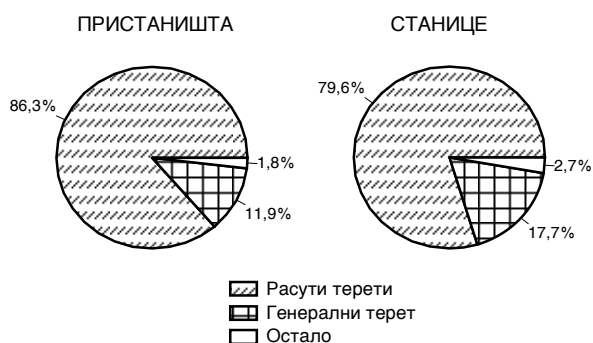 ПРИСТАНИШТА
86,3%
1,8%
11,9%
СТАНИЦЕ
79,6%
2,7%
17,7%
Расути терети
Генерални терет
Остало